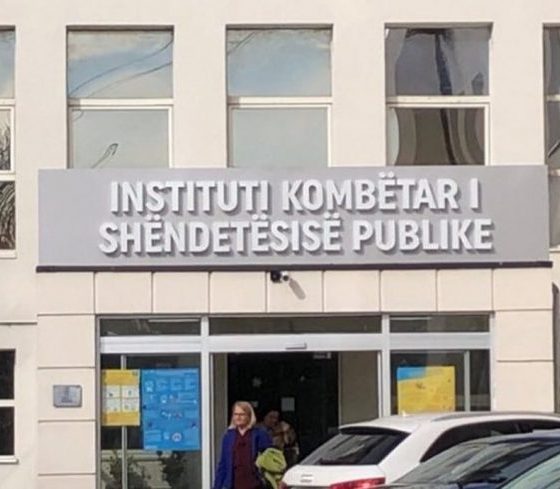 INSTITUTI KOMBËTAR I
SHËNDETËSISË PUBLIKE